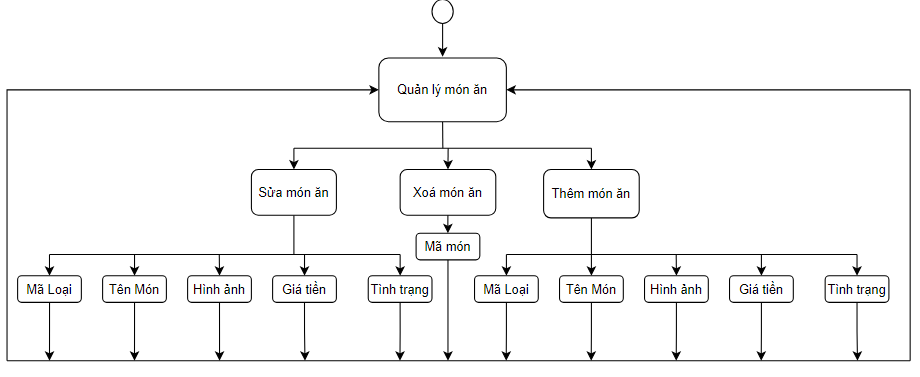 Quản lý món ăn
Sửa món ăn
Xoá món ăn
Thêm món ăn
Mã món
Mã Loại
Tên Món
Hình ảnh
Giá tiền
Tình trạng
Mã Loại
Tên Món
Hình ảnh
Giá tiền
Tình trạng